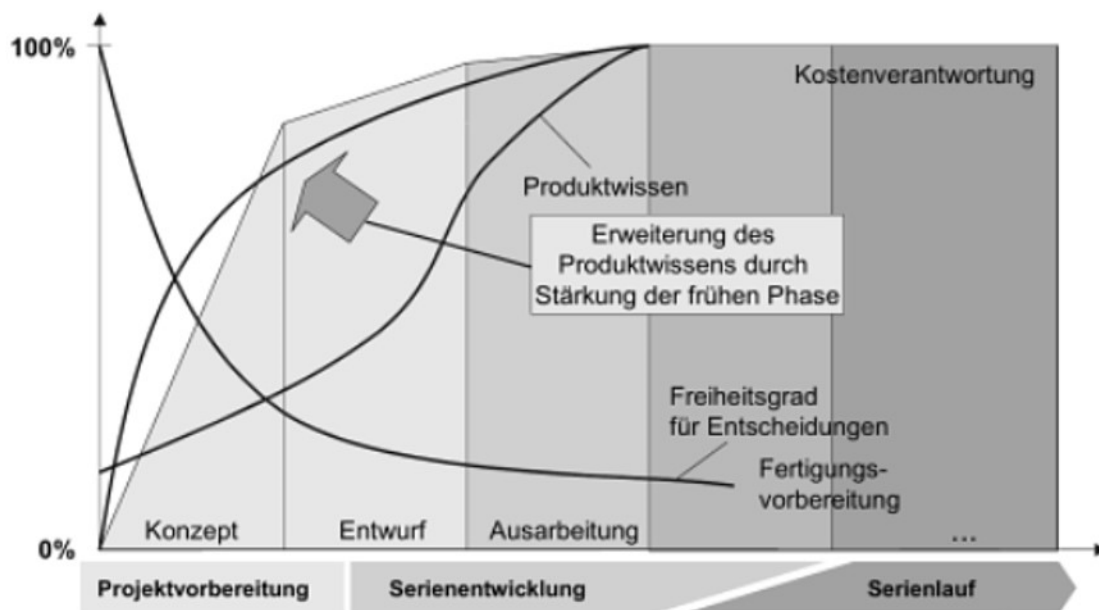 100%
Kostenverantwortung
Produktwissen
Erweiterung des
Produktwissens durch
Stärkung der frühen Phase
Freiheitsgrad
für Entscheidungen
Fertigungs-
vorbereitung
Konzept
Entwurf
Ausarbeitung
...
0%
Projektvorbereitung
Serienentwicklung
Serienlauf